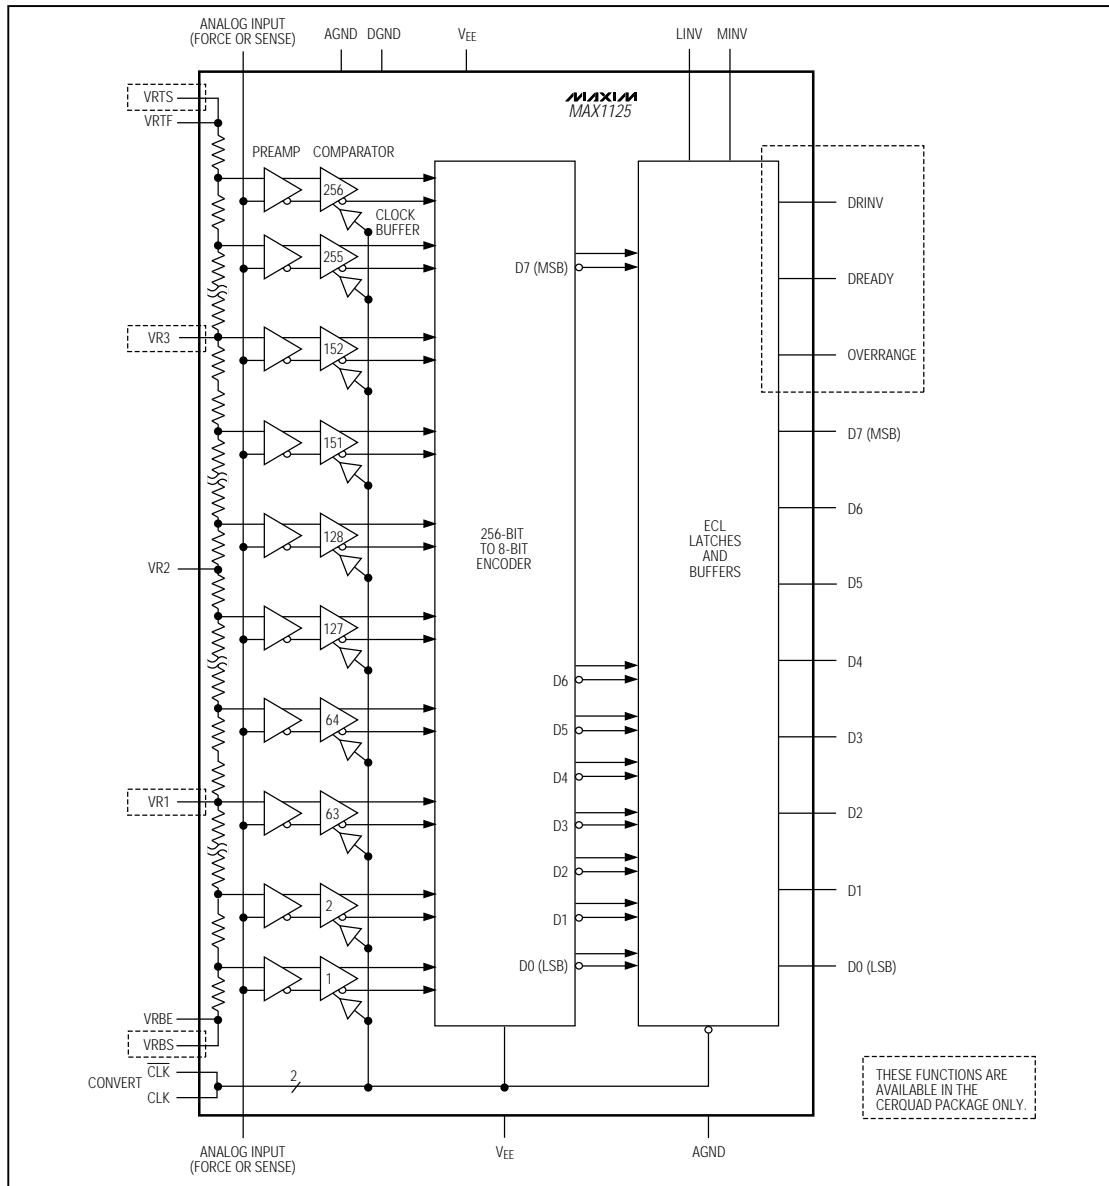 ANALOG INPUT
(FORCE OR SENSE)
AGND
DGND
VEE
LINV
MINV
MAXIM
MAX1125
VRTS
VRTF
PREAMP
COMPARATOR
256
CLOCK
BUFFER
255
VR3
152
151
128
VR2
127
64
VR1
63
2
1
VRBE
VRBS
CONVERT
CLK
CLK
2
256-BIT
TO 8-BIT
ENCODER
D7 (MSB)
D6
D5
D4
D3
D2
D1
D0 (LSB)
ECL
LATCHES
AND
BUFFERS
DRINV
DREADY
OVERRANGE
D7 (MSB)
D6
D5
D4
D3
D2
D1
D0 (LSB)
THESE FUNCTIONS ARE
AVAILABLE IN THE
CERQUAD PACKAGE ONLY.
ANALOG INPUT
(FORCE OR SENSE)
VEE
AGND